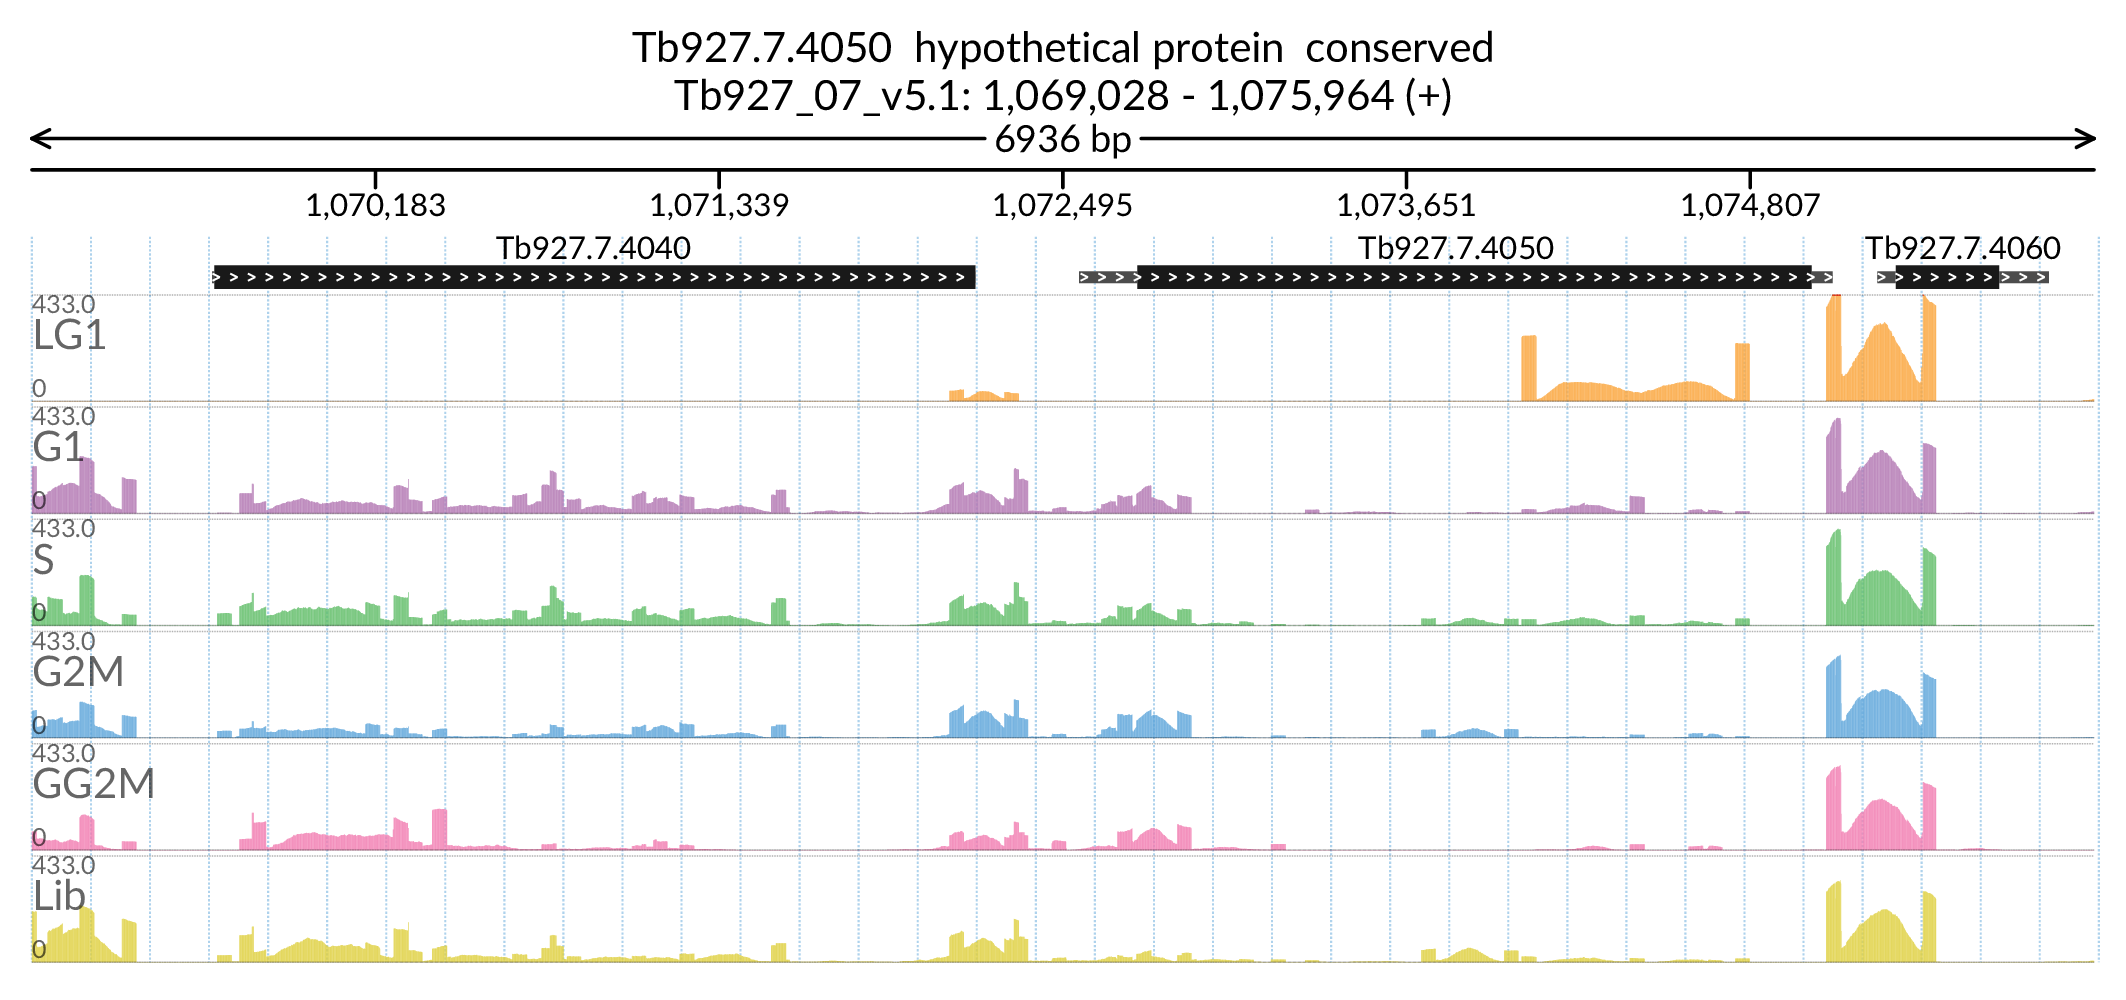 Tb927.7.4050  hypothetical protein  conserved
Tb927_07_v5.1: 1,069,028 - 1,075,964 (+)
6936 bp
1,070,183 1,071,339 1,072,495 1,073,651 1,074,807
Tb927.7.4040 Tb927.7.4050 Tb927.7.4060
433.0
LG1
0
433.0
G1
0
433.0
S
0
433.0
G2M
0
433.0
GG2M
0
433.0
Lib
0